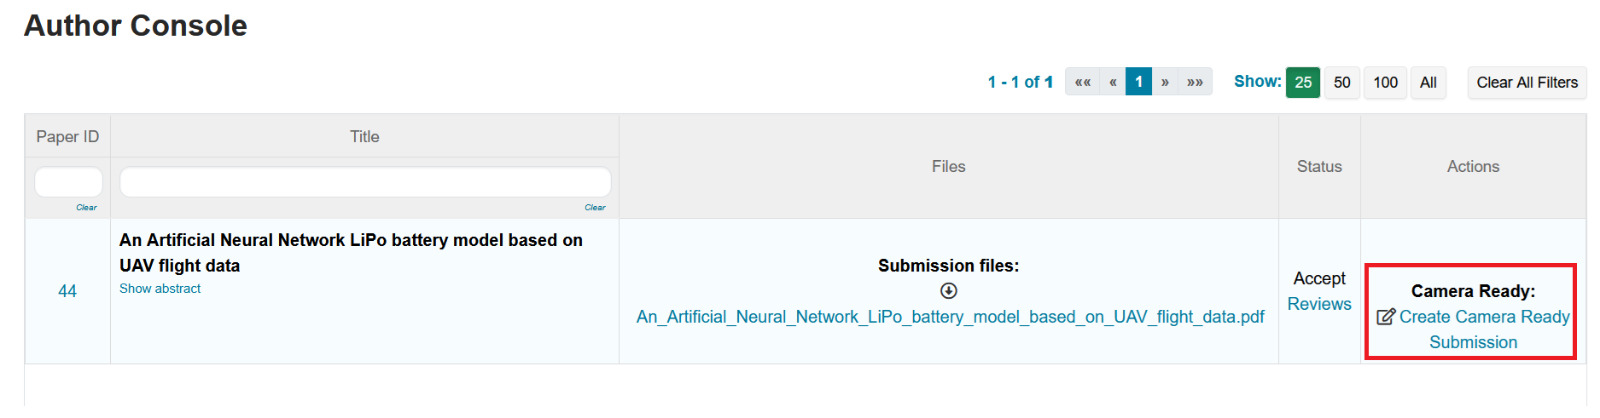 Author Console
1 - 1 of 1 «« « 1 » »» Show: 25 50 100 All Clear All Filters
Paper ID Title Files Status Actions
Clear Clear
An Artificial Neural Network LiPo battery model based on
UAV flight data
Show abstract
44
Submission files:
An_Artificial_Neural_Network_LiPo_battery_model_based_on_UAV_flight_data.pdf
Accept
Reviews
Camera Ready:
Create Camera Ready
Submission